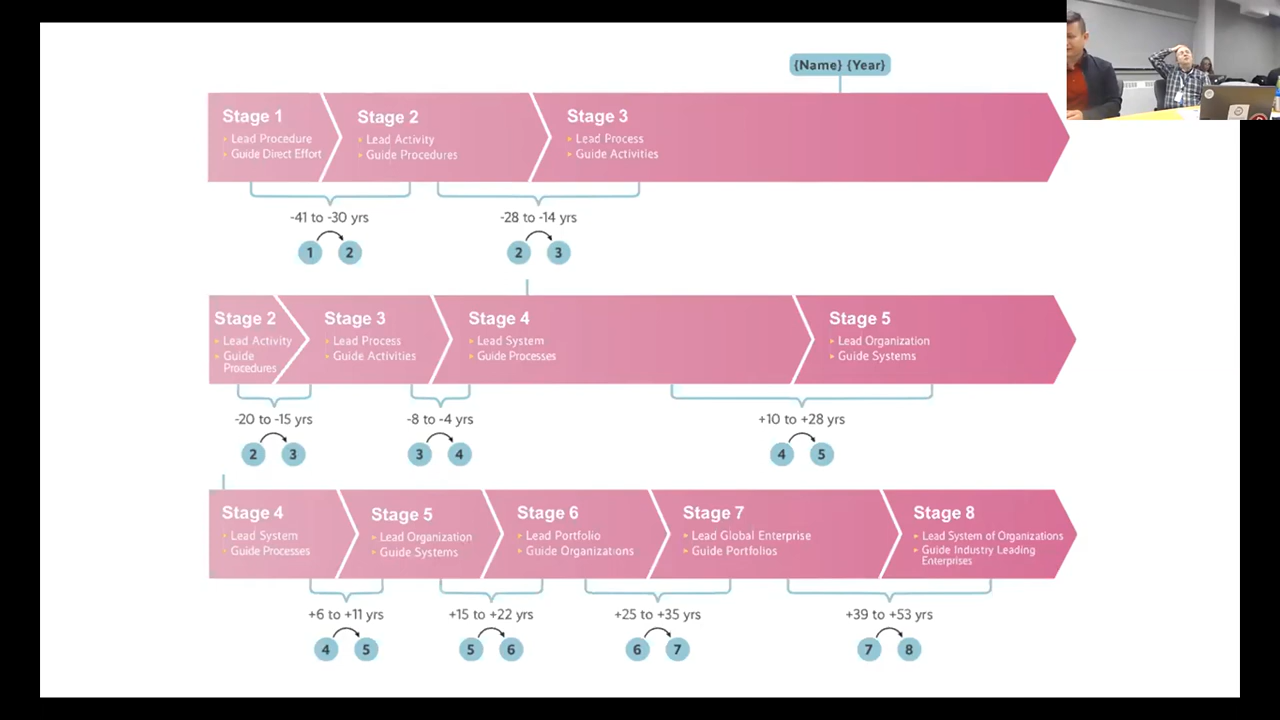 {Name} {Year}
Stage 1
Lead Procedure
Guide Direct Effort
Stage 2
Lead Activity
Guide Procedures
Stage 3
Lead Process
Guide Activities
-41 to -30 yrs
1 2
-28 to -14 yrs
2 3
Stage 2
Lead Activity
Guide
Procedures
Stage 3
Lead Process
Guide Activities
Stage 4
Lead System
Guide Processes
Stage 5
Lead Organization
Guide Systems
-20 to -15 yrs
2 3
-8 to -4 yrs
3 4
+10 to +28 yrs
4 5
Stage 4
Lead System
Guide Processes
Stage 5
Lead Organization
Guide Systems
Stage 6
Lead Portfolio
Guide Organizations
Stage 7
Lead Global Enterprise
Guide Portfolios
Stage 8
Lead System of Organizations
Guide Industry Leading
Enterprises
+6 to +11 yrs
4 5
+15 to +22 yrs
5 6
+25 to +35 yrs
6 7
+39 to +53 yrs
7 8